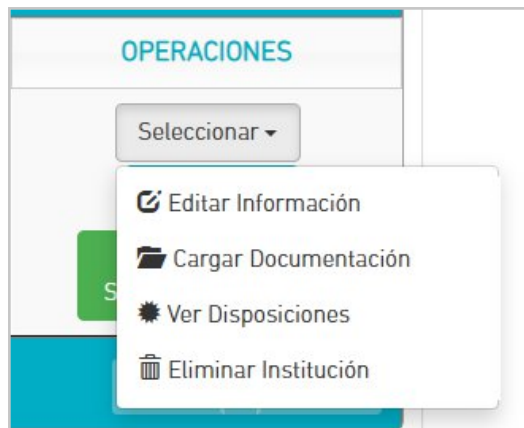 OPERACIONES
Seleccionar
Editar Información
Cargar Documentación
Ver Disposiciones
Eliminar Institución